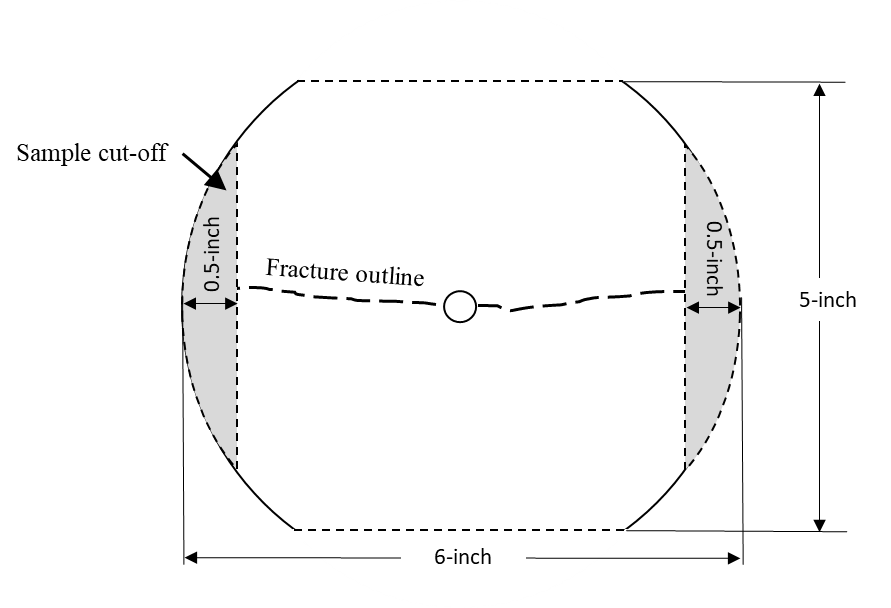 Sample cut-off
0.5-inch
Fracture outline
0.5-inch
5-inch
6-inch